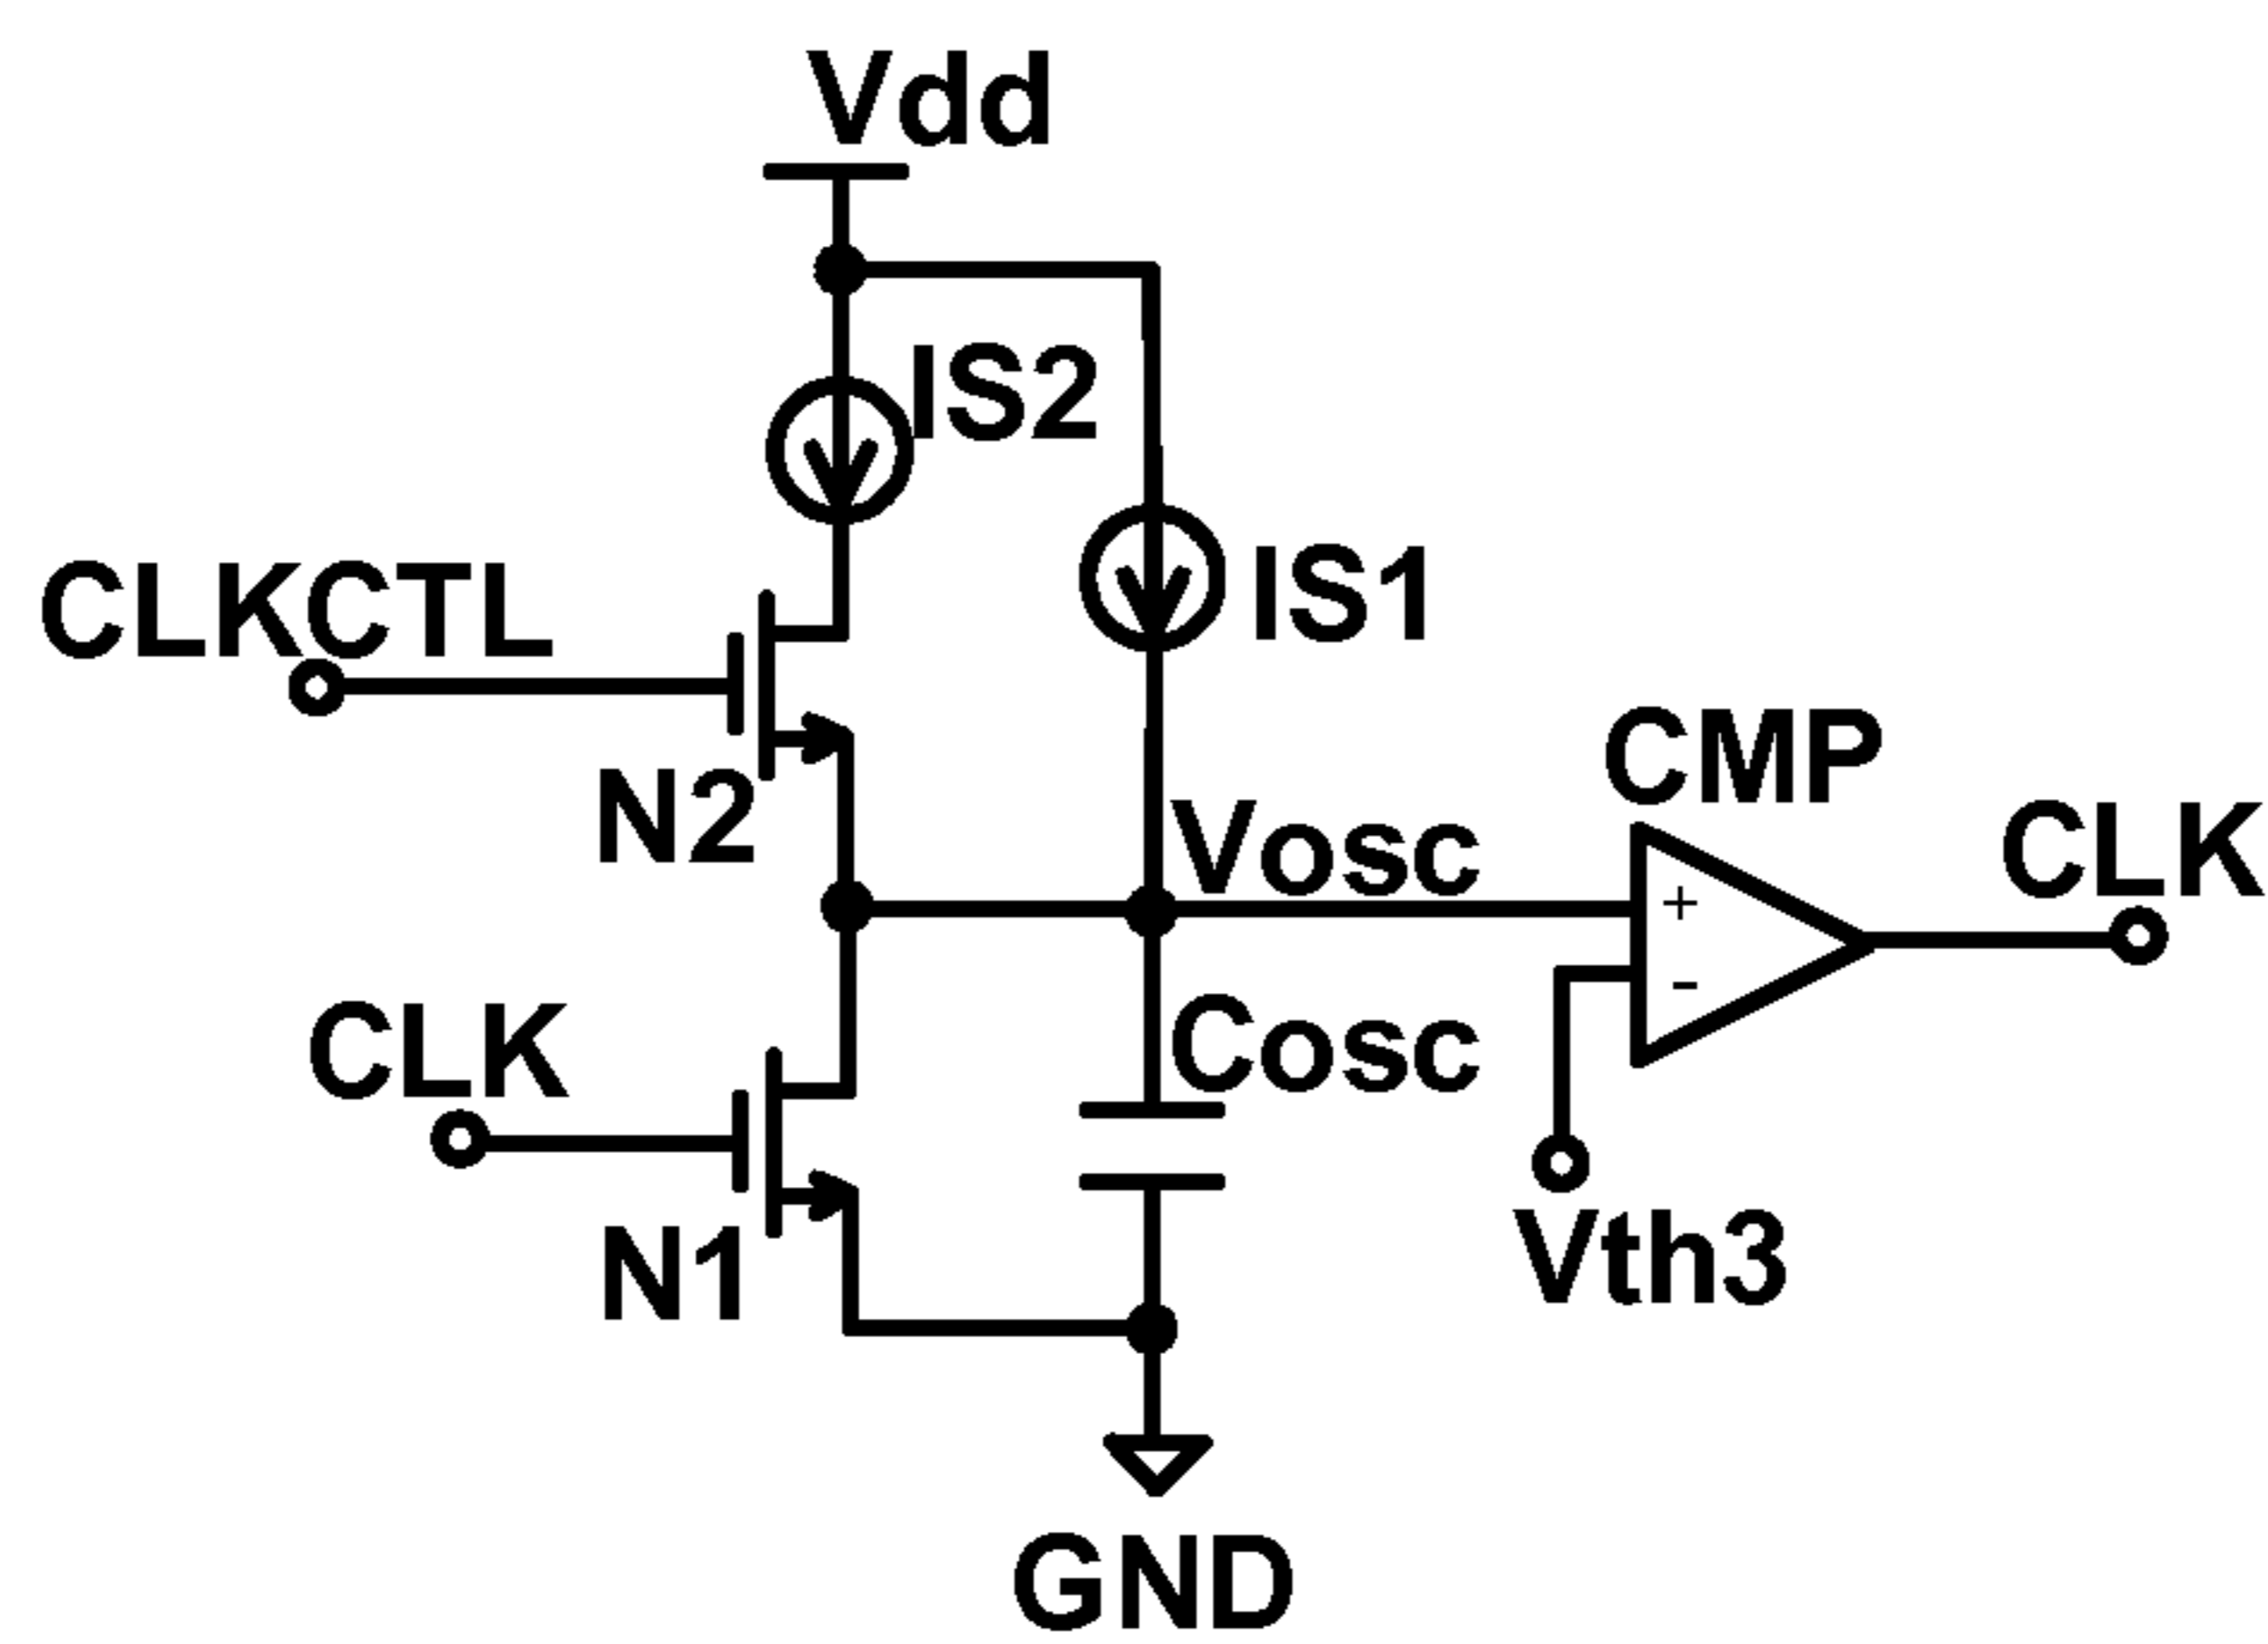 Vdd
IS2
IS1
CLKCTL
N2
CMP
Vosc
+
CLK
-
CLK
Cosc
N1
Vth3
GND